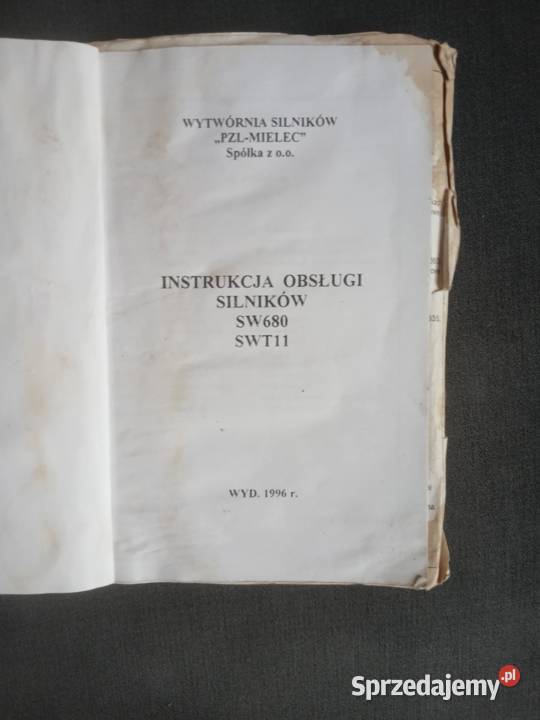 WYTWÓRNIA SILNIKÓW
„PZL-MIELEC”
Spółka z o.o.
INSTRUKCJA OBSŁUGI
SILNIKÓW
SW680
SWT11
WYD. 1996 r.
Sprzedajemy.pl